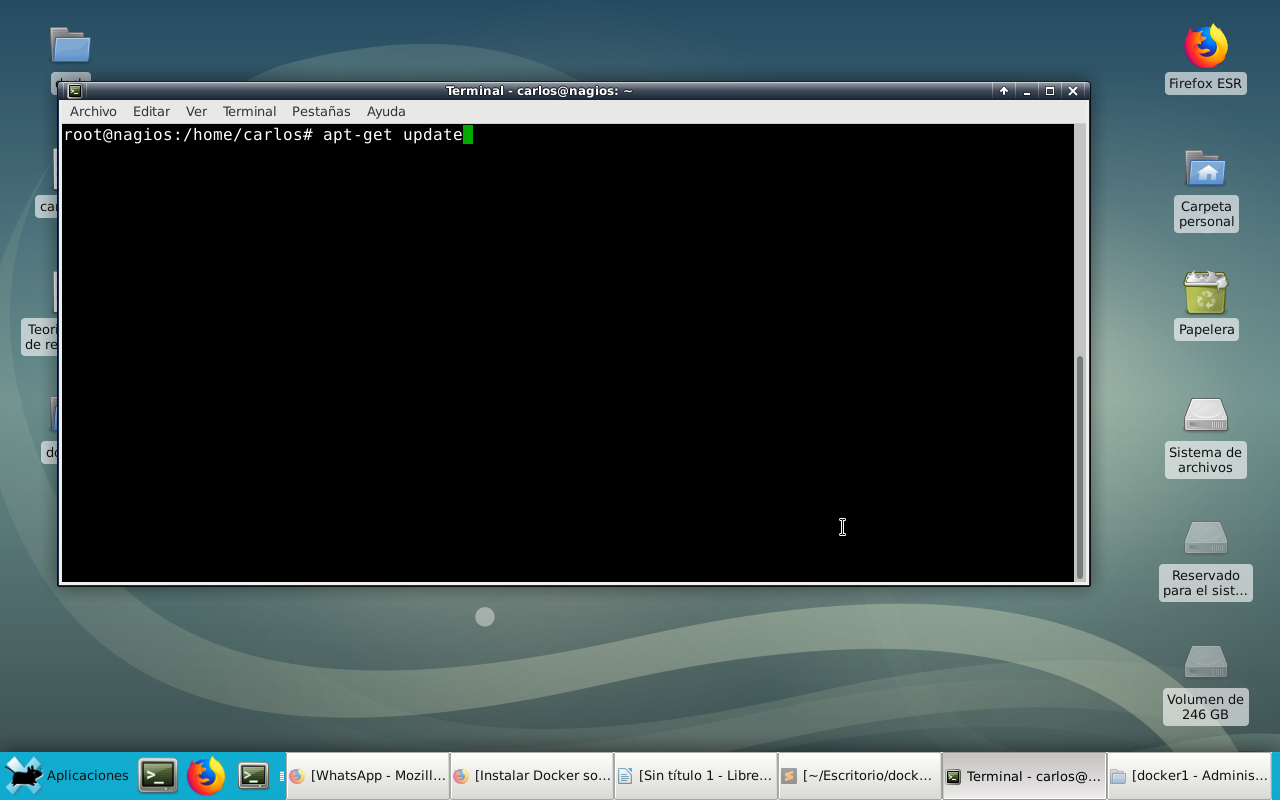 Firefox ESR
Terminal - carlos@nagios: ~
Archivo Editar Ver Terminal Pestañas Ayuda
root@nagios:/home/carlos# apt-get update
Carpeta
personal
Papelera
Teori
de re
Sistema de
archivos
Reservado
para el sist...
Volumen de
246 GB
Aplicaciones
[WhatsApp - Mozill...
[Instalar Docker so...
[Sin título 1 - Libre...
[~/Escritorio/dock...
Terminal - carlos@...
[docker1 - Adminis...